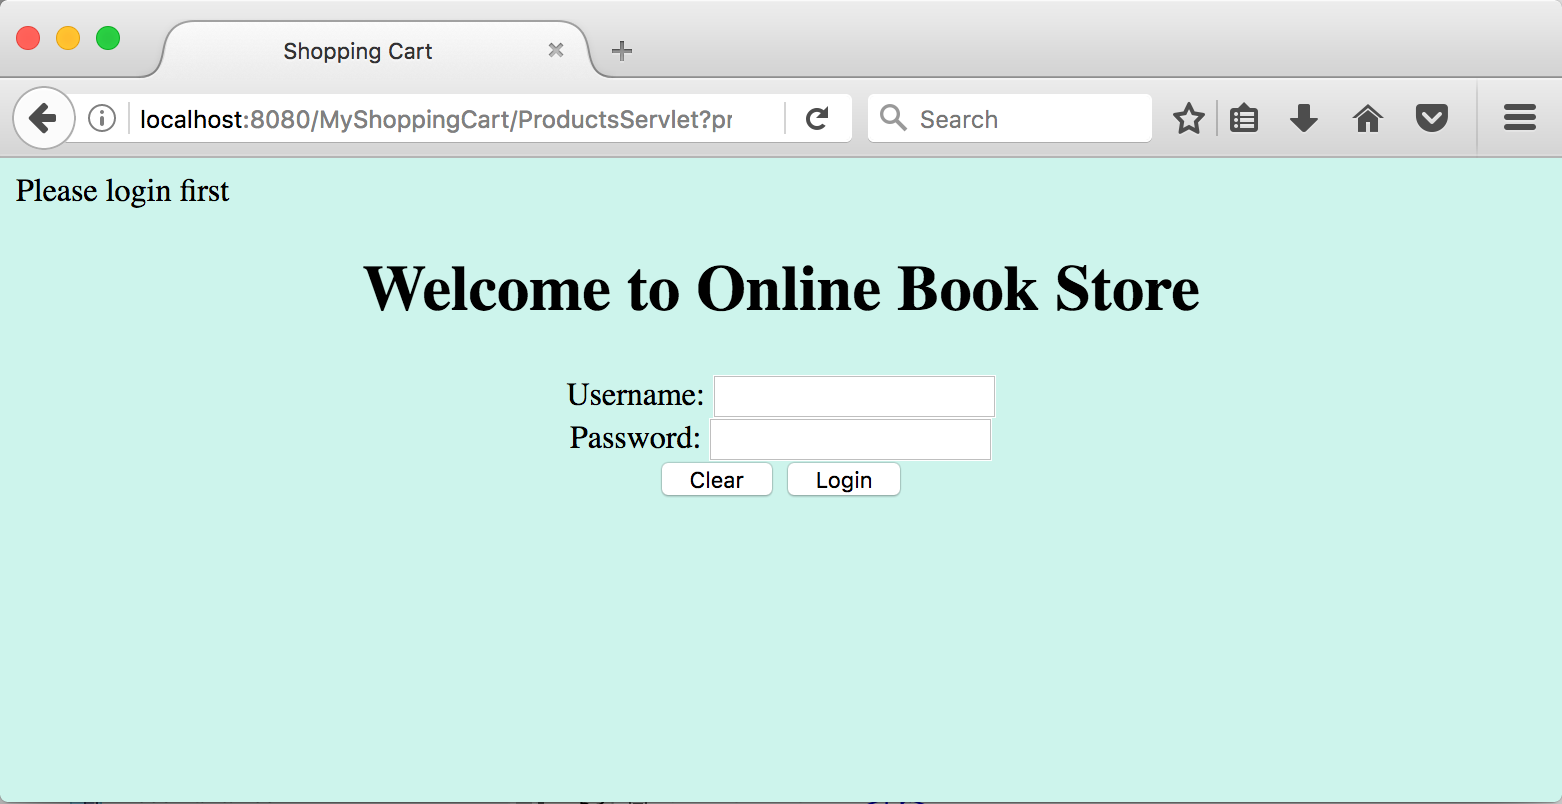 Shopping Cart
localhost:8080/MyShoppingCart/ProductsServlet?pr
Search
Please login first
Welcome to Online Book Store
Username:
Password:
Clear Login